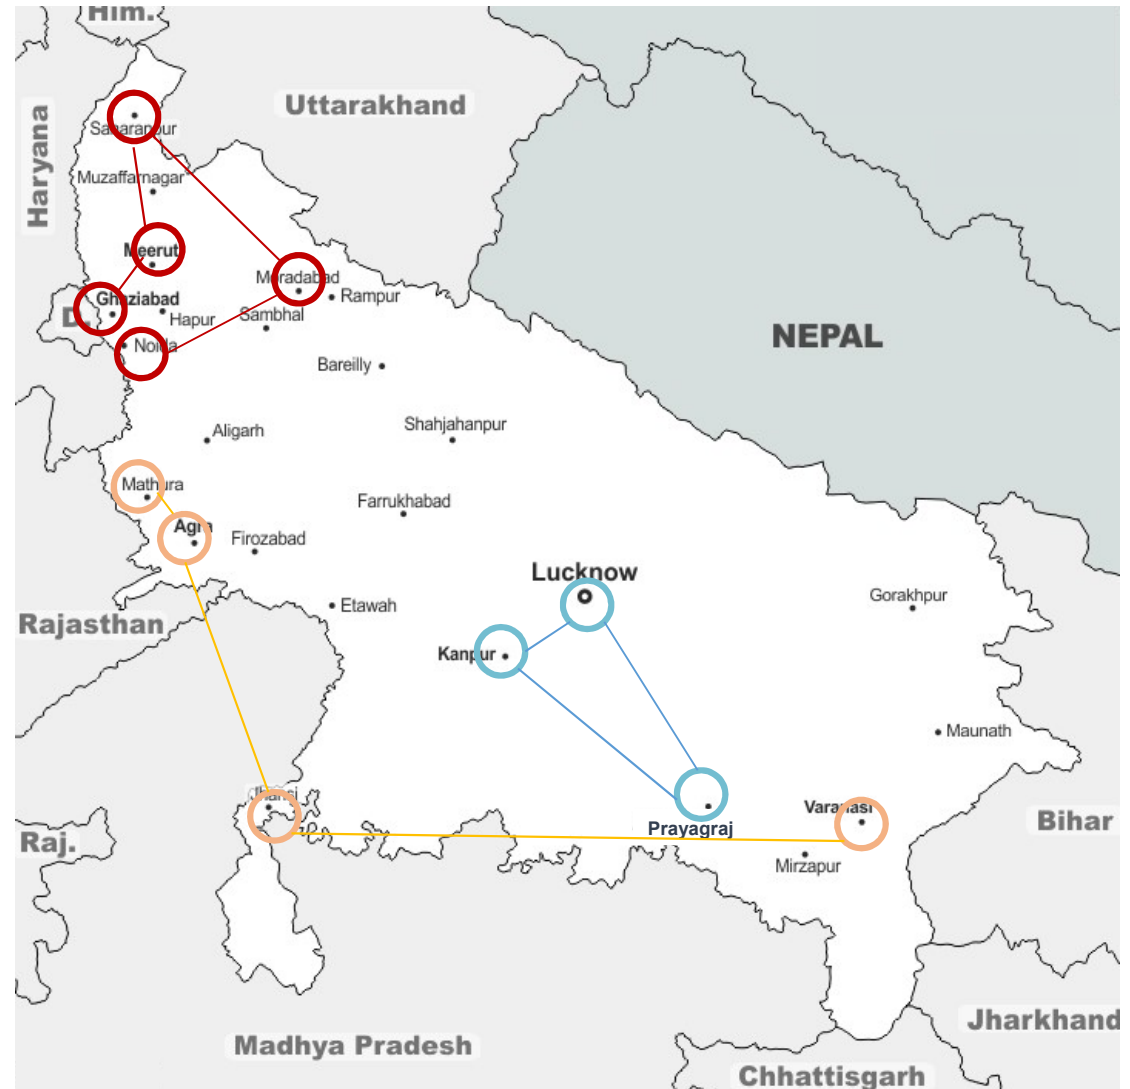 Him.
Uttarakhand
Haryana
Saharanpur
Muzaffarnagar
Meerut
Moradabad
Ghaziabad
Rampur
D.
Hapur
Sambhal
Noida
NEPAL
Bareilly
Aligarh
Shahjahanpur
Mathura
Farrukhabad
Agra
Firozabad
Lucknow
Gorakhpur
Etawah
Rajasthan
Kanpur
Maunath
Jhansi
Varanasi
Prayagraj
Bihar
Raj.
Mirzapur
Jharkhand
Madhya Pradesh
Chhattisgarh